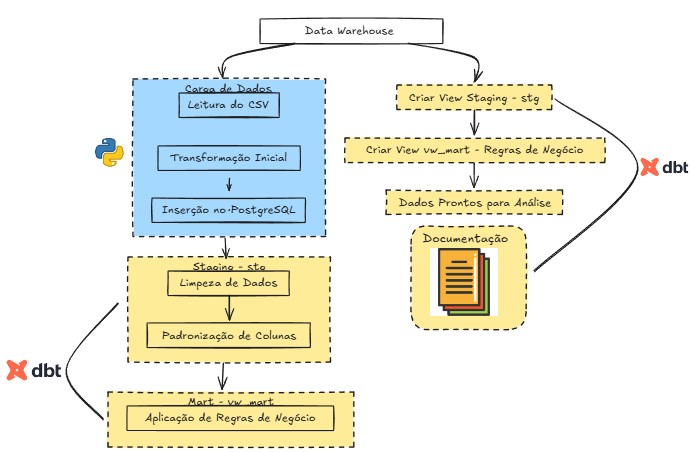 Data Warehouse
Carga de Dados
Leitura do CSV
Transformação Inicial
Inserção no PostgreSQL
Staging - stg
Limpeza de Dados
Padronização de Colunas
dbt
Mart - vw_mart
Aplicação de Regras de Negócio
Criar View Staging - stg
Criar View vw_mart - Regras de Negócio
dbt
Dados Prontos para Análise
Documentação